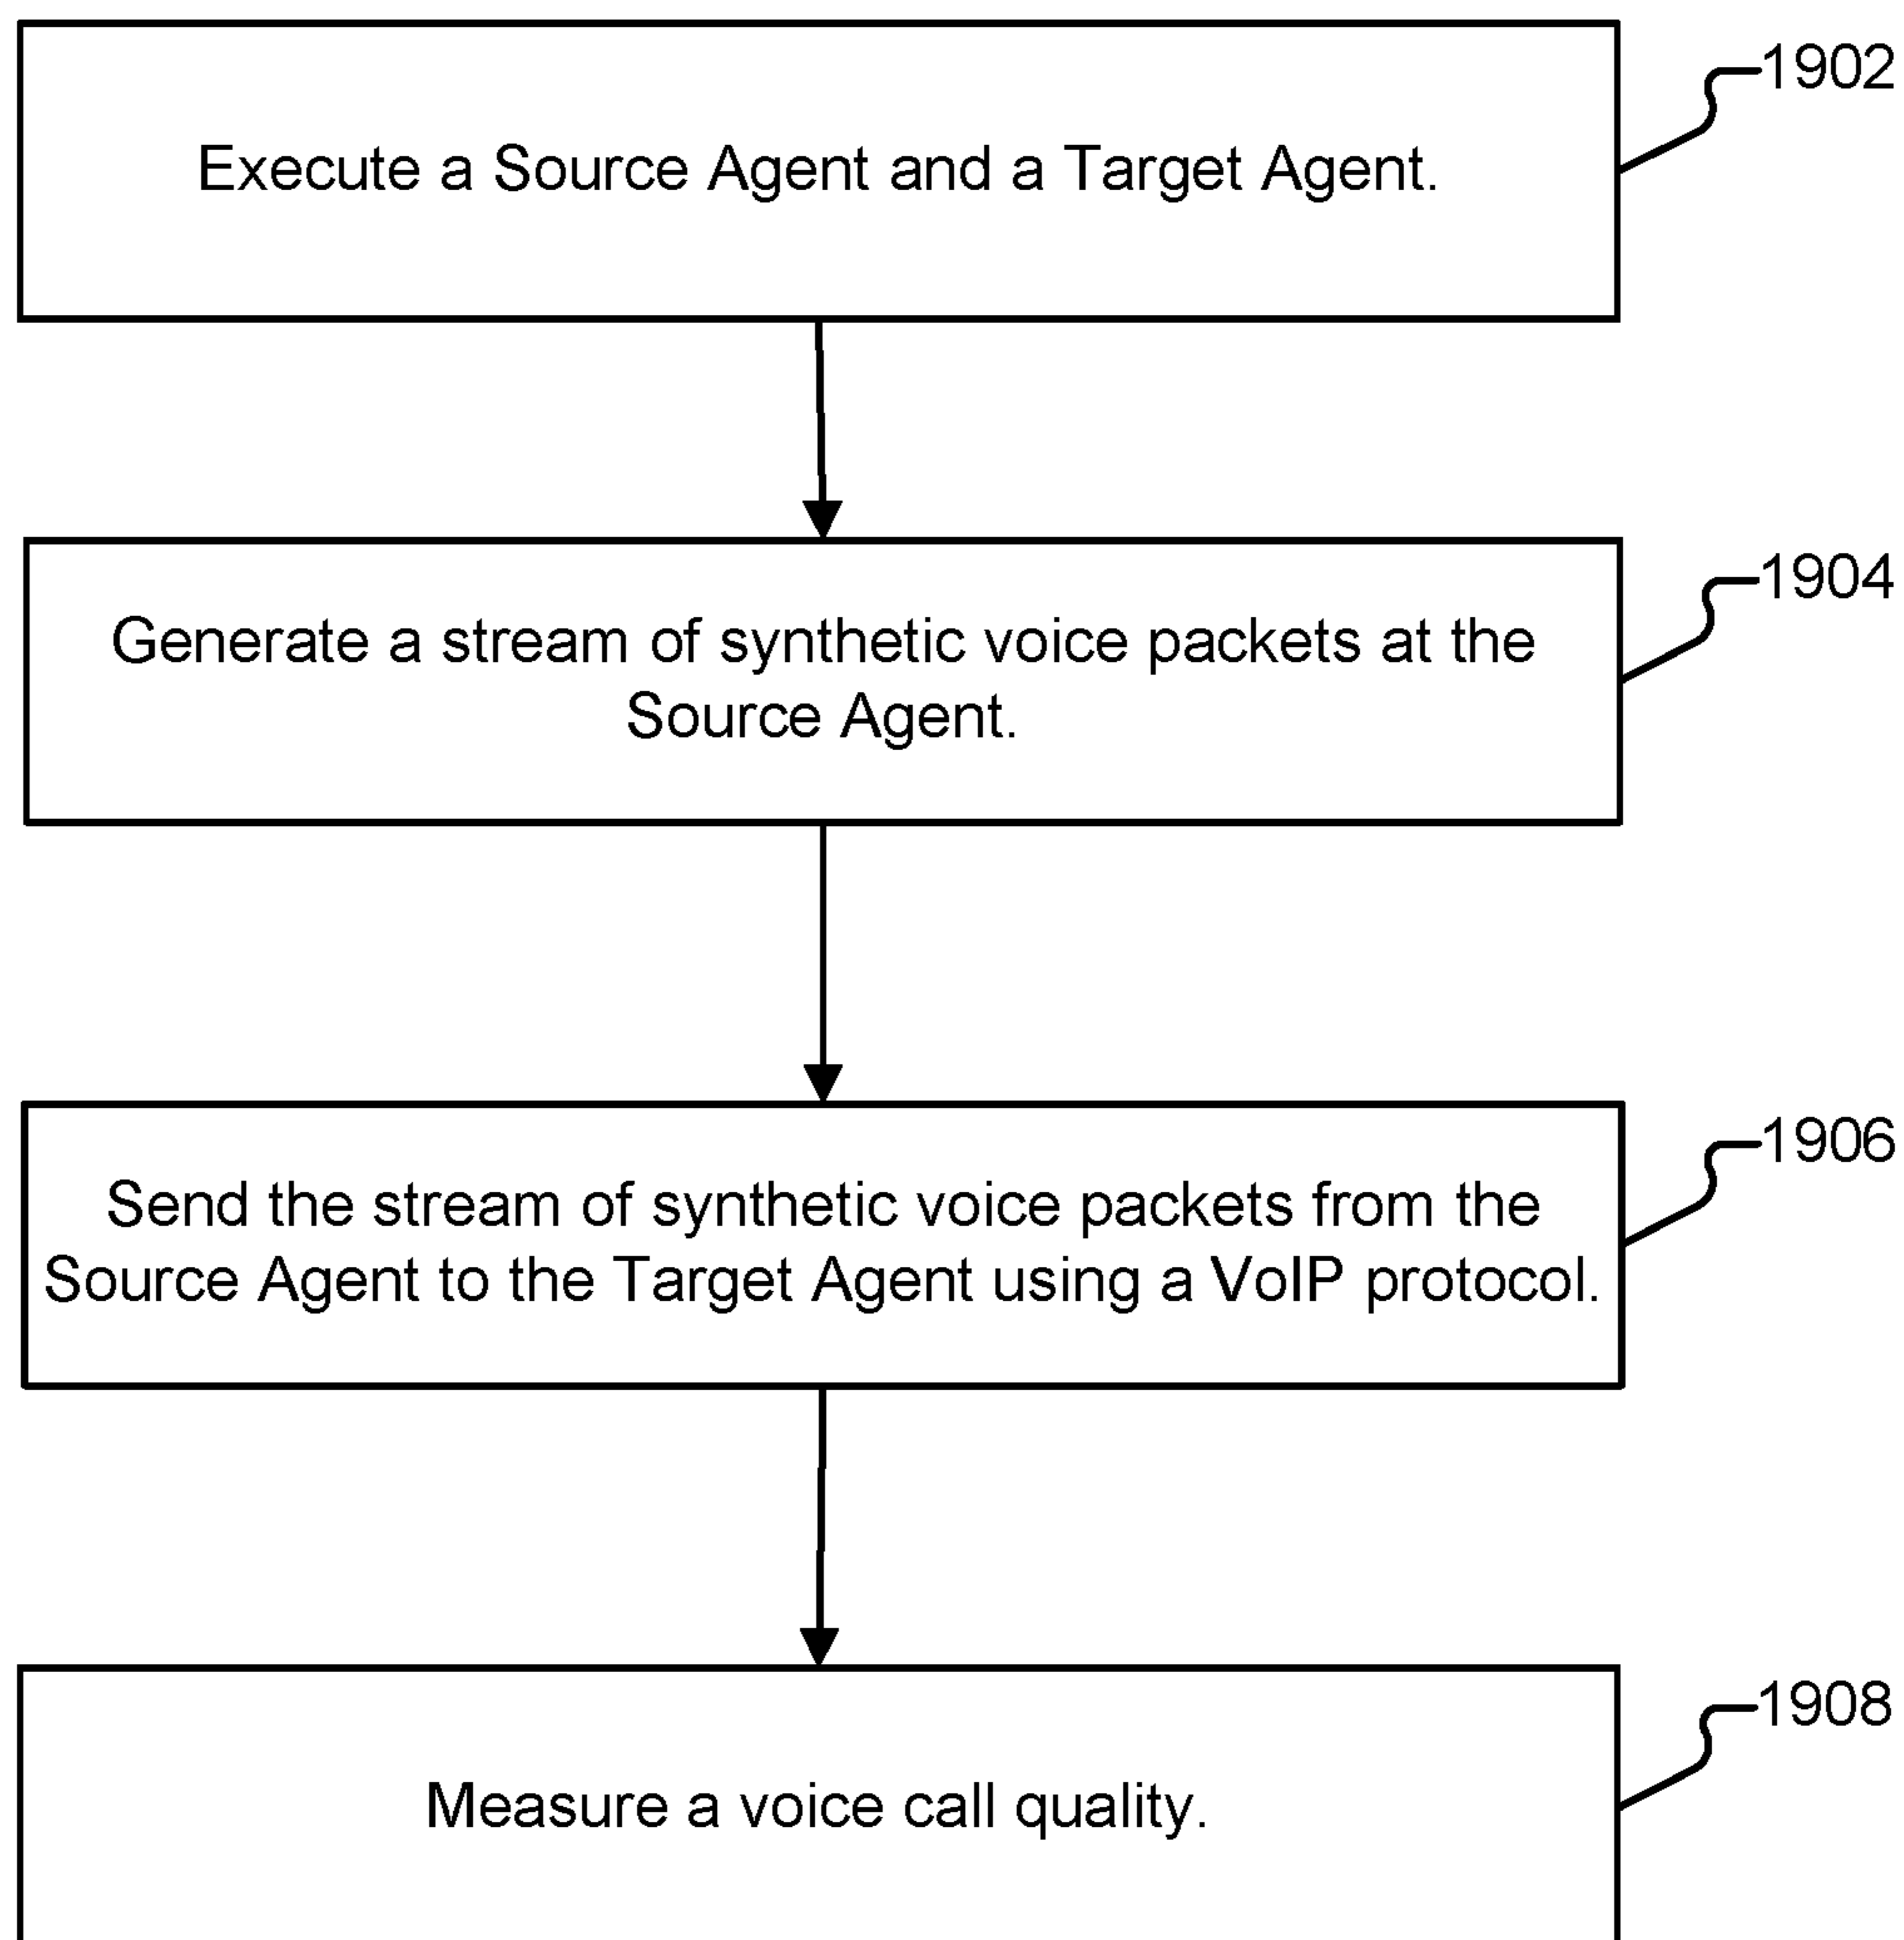 1902
Execute a Source Agent and a Target Agent.
1904
Generate a stream of synthetic voice packets at the
Source Agent.
1906
Send the stream of synthetic voice packets from the
Source Agent to the Target Agent using a VoIP protocol.
1908
Measure a voice call quality.